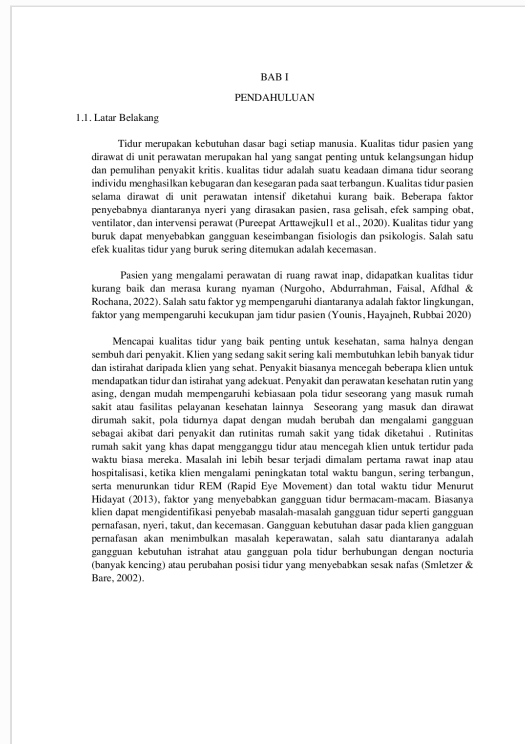 BAB I
PENDAHULUAN
1.1. Latar Belakang
Tidur merupakan kebutuhan dasar bagi setiap manusia. Kualitas tidur pasien yang
dirawat di unit perawatan merupakan hal yang sangat penting untuk kelangsungan hidup
dan pemulihan penyakit kritis. kualitas tidur adalah suatu keadaan dimana tidur seorang
individu menghasilkan kebugaran dan kesegaran pada saat terbangun. Kualitas tidur pasien
selama dirawat di unit perawatan intensif diketahui kurang baik. Beberapa faktor
penyebabnya diantaranya nyeri yang dirasakan pasien, rasa gelisah, efek samping obat,
ventilator, dan intervensi perawat (Pureepat Arttawejkul1 et al., 2020). Kualitas tidur yang
buruk dapat menyebabkan gangguan keseimbangan fisiologis dan psikologis. Salah satu
efek kualitas tidur yang buruk sering ditemukan adalah kecemasan.
Pasien yang mengalami perawatan di ruang rawat inap, didapatkan kualitas tidur
kurang baik dan merasa kurang nyaman (Nurgoho, Abdurrahman, Faisal, Afdhal &
Rochana, 2022). Salah satu faktor yg mempengaruhi diantaranya adalah faktor lingkungan,
faktor yang mempengaruhi kecukupan jam tidur pasien (Younis, Hayajneh, Rubbai 2020)
Mencapai kualitas tidur yang baik penting untuk kesehatan, sama halnya dengan
sembuh dari penyakit. Klien yang sedang sakit sering kali membutuhkan lebih banyak tidur
dan istirahat daripada klien yang sehat. Penyakit biasanya mencegah beberapa klien untuk
mendapatkan tidur dan istirahat yang adequat. Penyakit dan perawatan kesehatan rutin yang
asing, dengan mudah mempengaruhi kebiasaan pola tidur seseorang yang masuk rumah
sakit atau fasilitas pelayanan kesehatan lainnya Seseorang yang masuk dan dirawat
dirumah sakit, pola tidurnya dapat dengan mudah berubah dan mengalami gangguan
sebagai akibat dari penyakit dan rutinitas rumah sakit yang tidak diketahui . Rutinitas
rumah sakit yang khas dapat mengganggu tidur atau mencegah klien untuk tertidur pada
waktu biasa mereka. Masalah ini lebih besar terjadi dimalam pertama rawat inap atau
hospitalisasi, ketika klien mengalami peningkatan total waktu bangun, sering terbangun,
serta menurunkan tidur REM (Rapid Eye Movement) dan total waktu tidur Menurut
Hidayat (2013), faktor yang menyebabkan gangguan tidur bermacam-macam. Biasanya
klien dapat mengidentifikasi penyebab masalah-masalah gangguan tidur seperti gangguan
pernafasan, nyeri, takut, dan kecemasan. Gangguan kebutuhan dasar pada klien gangguan
pernafasan akan menimbulkan masalah keperawatan, salah satu diantaranya adalah
gangguan kebutuhan istrahat atau gangguan pola tidur berhubungan dengan nocturia
(banyak kencing) atau perubahan posisi tidur yang menyebabkan sesak nafas (Smletzer &
Bare, 2002).